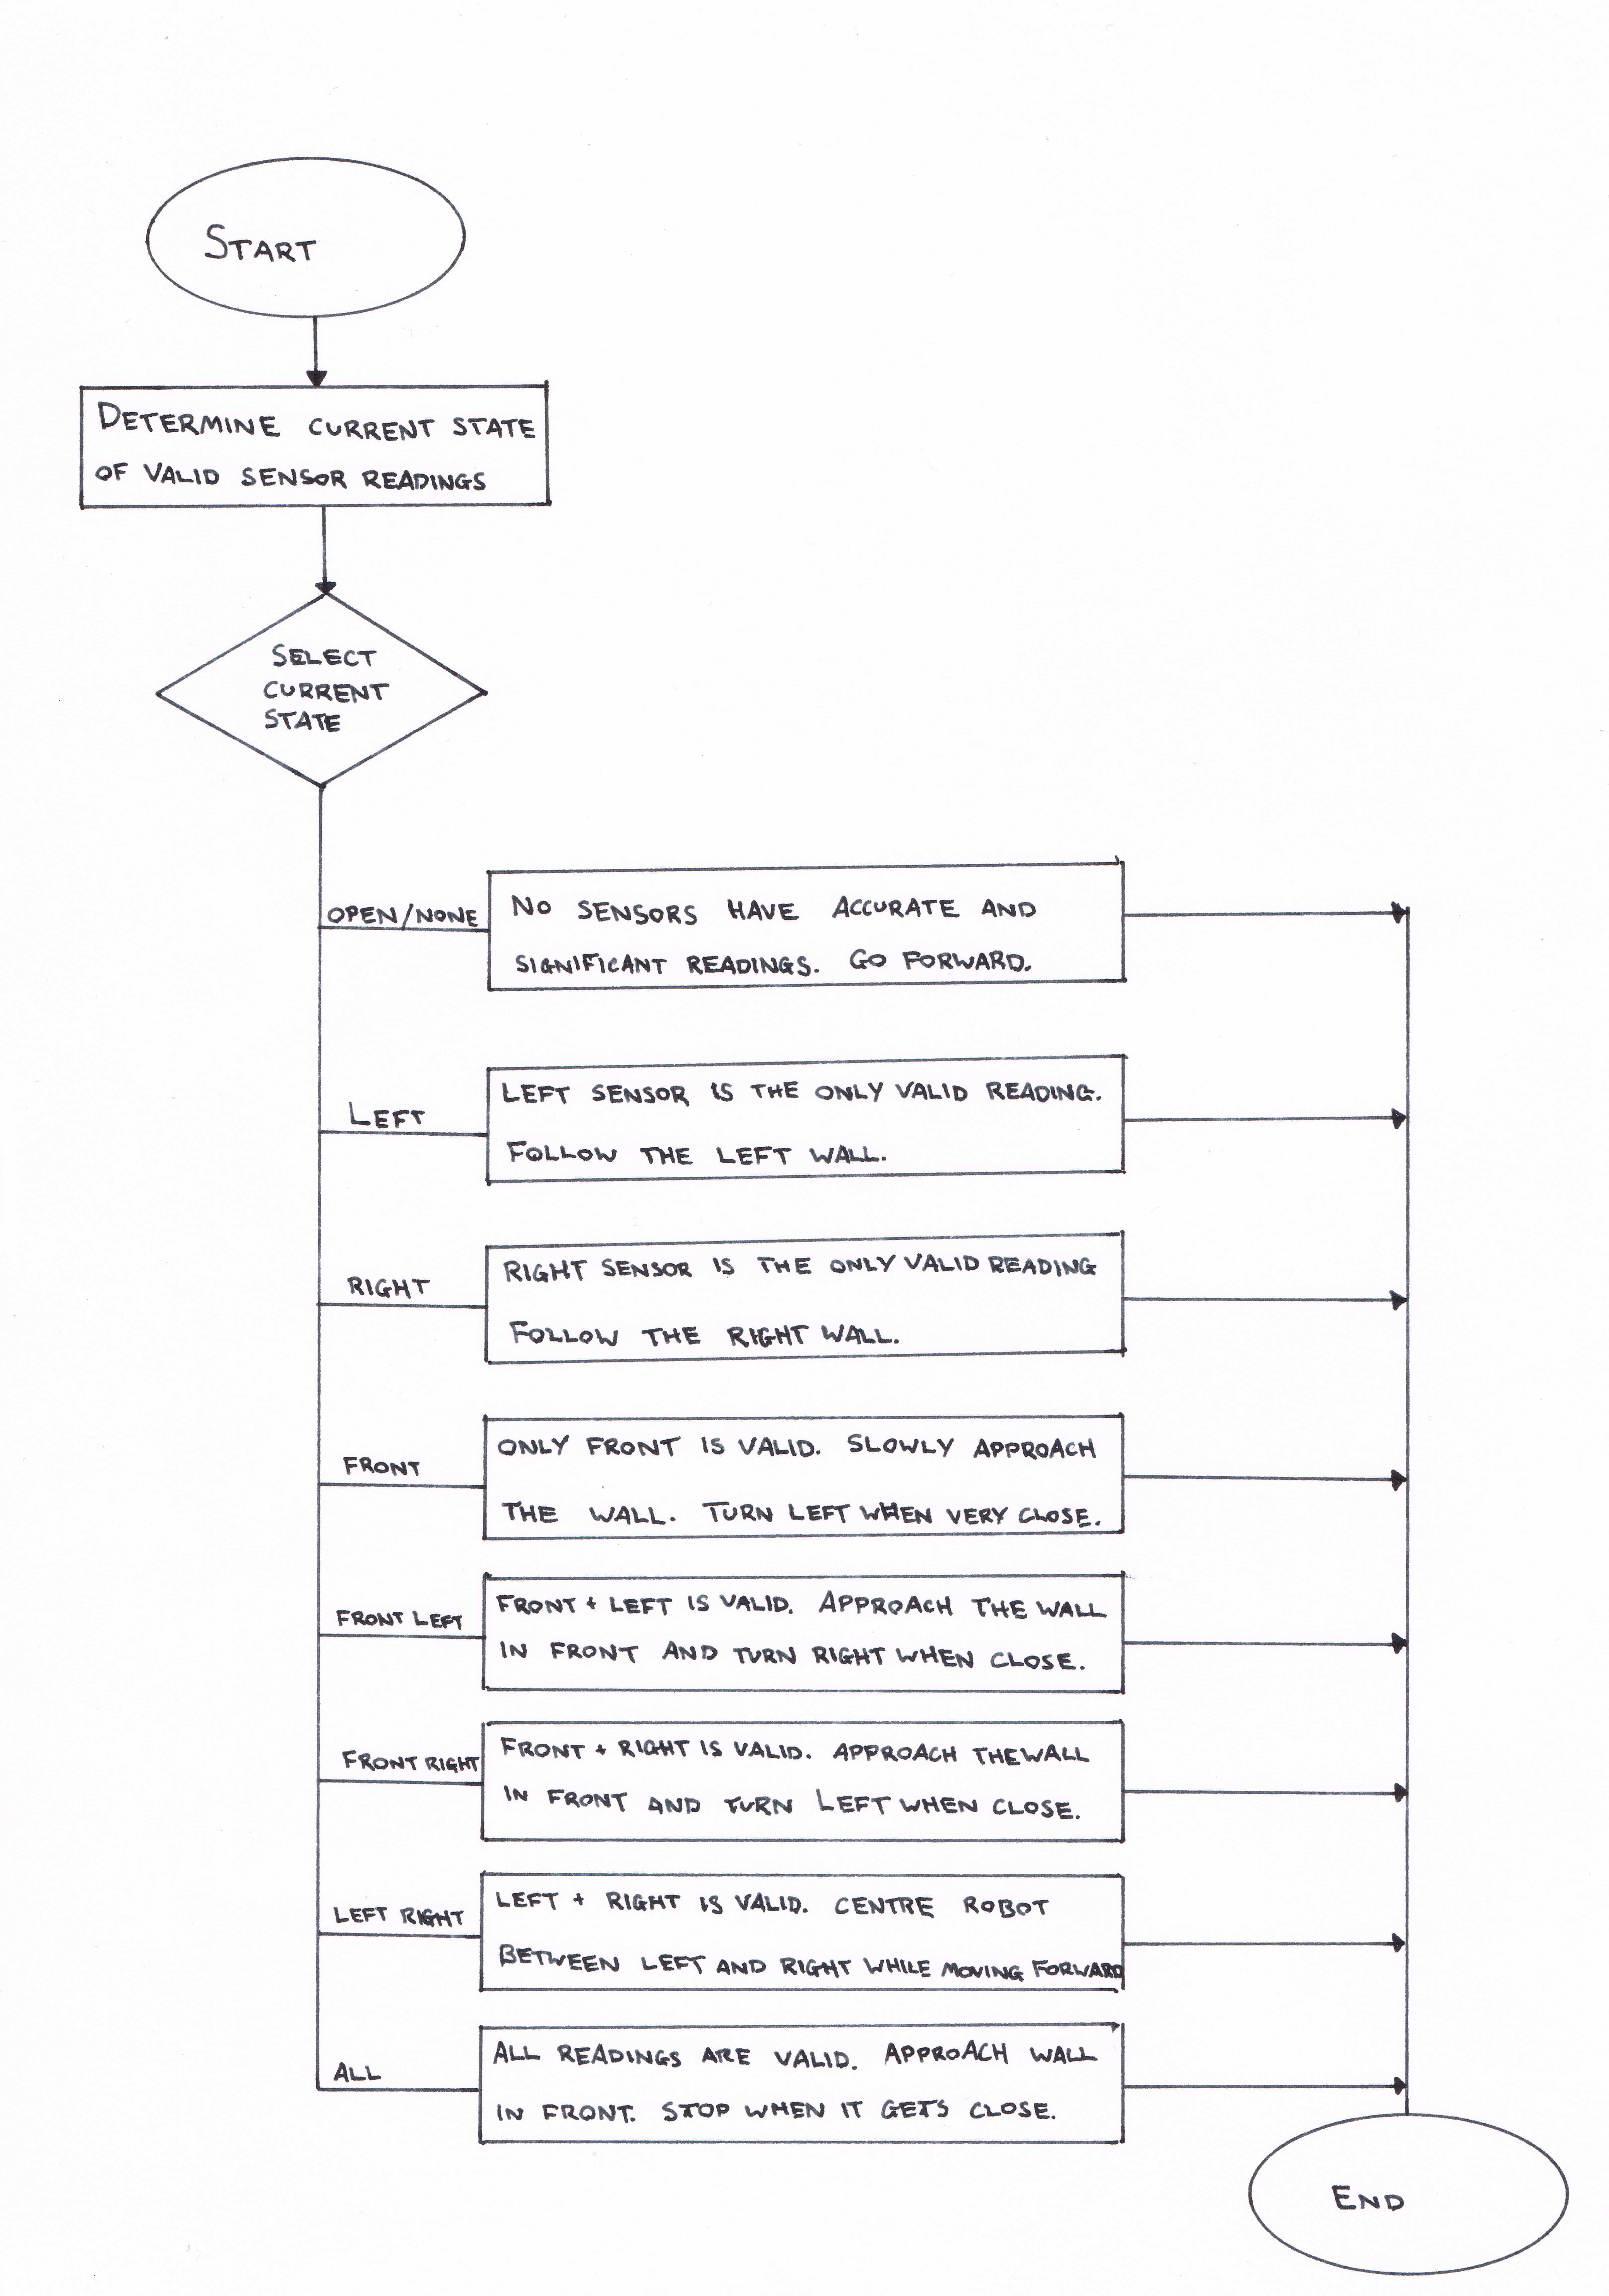 START
DETERMINE CURRENT STATE
OF VALID SENSOR READINGS
SELECT
CURRENT
STATE
OPEN/NONE
NO SENSORS HAVE ACCURATE AND
SIGNIFICANT READINGS. GO FORWARD.
LEFT
LEFT SENSOR IS THE ONLY VALID READING.
FOLLOW THE LEFT WALL.
RIGHT
RIGHT SENSOR IS THE ONLY VALID READING
FOLLOW THE RIGHT WALL.
FRONT
ONLY FRONT IS VALID. SLOWLY APPROACH
THE WALL. TURN LEFT WHEN VERY CLOSE.
FRONT LEFT
FRONT + LEFT IS VALID. APPROACH THE WALL
IN FRONT AND TURN RIGHT WHEN CLOSE.
FRONT RIGHT
FRONT + RIGHT IS VALID. APPROACH THE WALL
IN FRONT AND TURN LEFT WHEN CLOSE.
LEFT RIGHT
LEFT + RIGHT IS VALID. CENTRE ROBOT
BETWEEN LEFT AND RIGHT WHILE MOVING FORWARD
ALL
ALL READINGS ARE VALID. APPROACH WALL
IN FRONT. STOP WHEN IT GETS CLOSE.
END